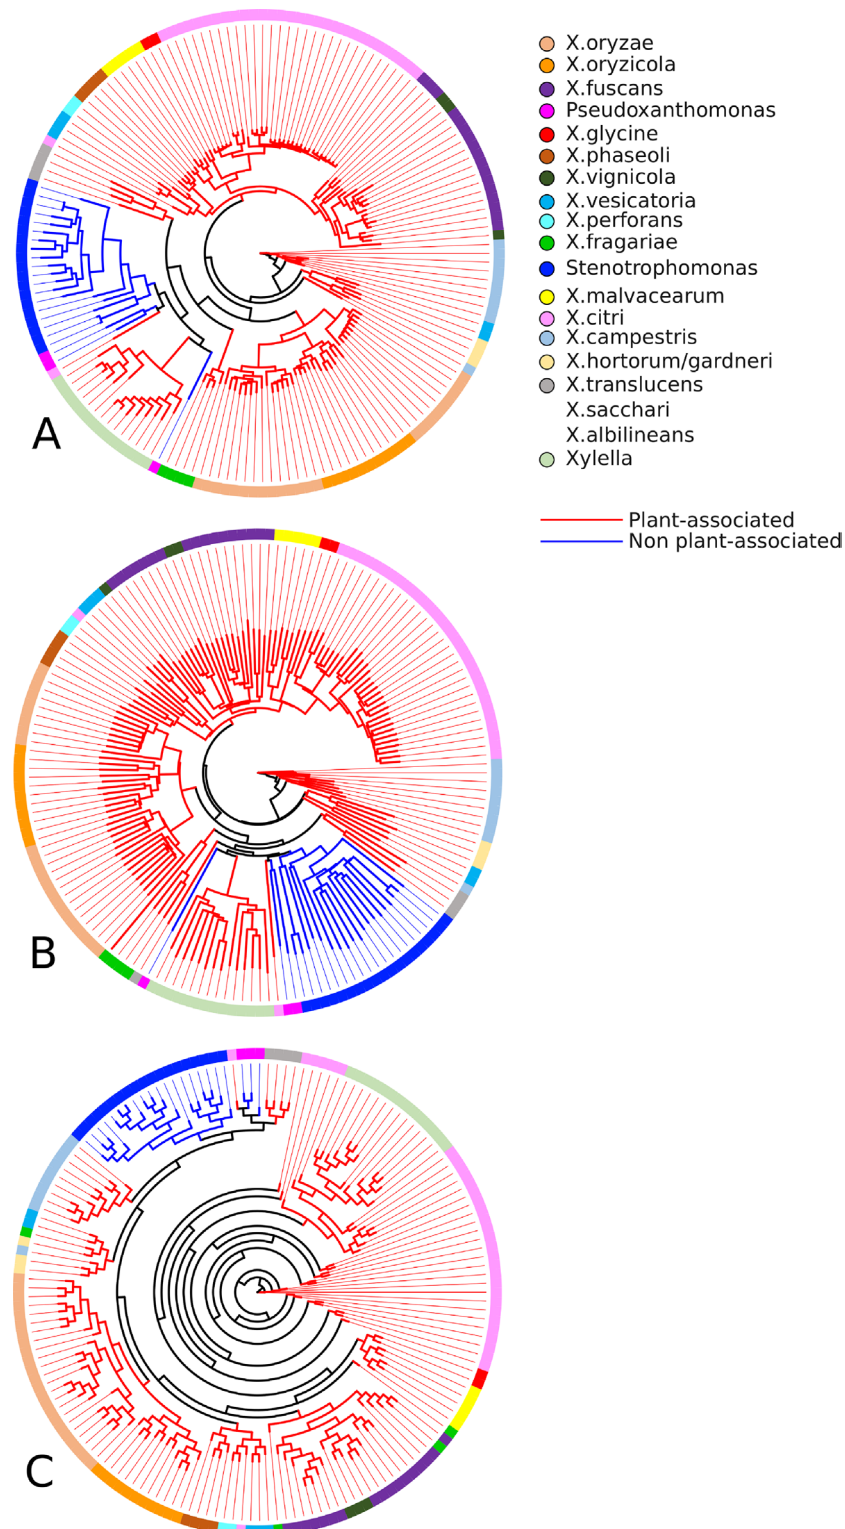 X.oryzae
X.oryzicola
X.fuscans
Pseudoxanthomonas
X.glycine
X.phaseoli
X.vignicola
X.vesicatoria
X.perforans
X.fragariae
Stenotrophomonas
X.malvacearum
X.citri
X.campestris
X.hortorum/gardneri
X.translucens
X.sacchari
X.albilineans
Xylella
A
Plant-associated
Non plant-associated
B
C